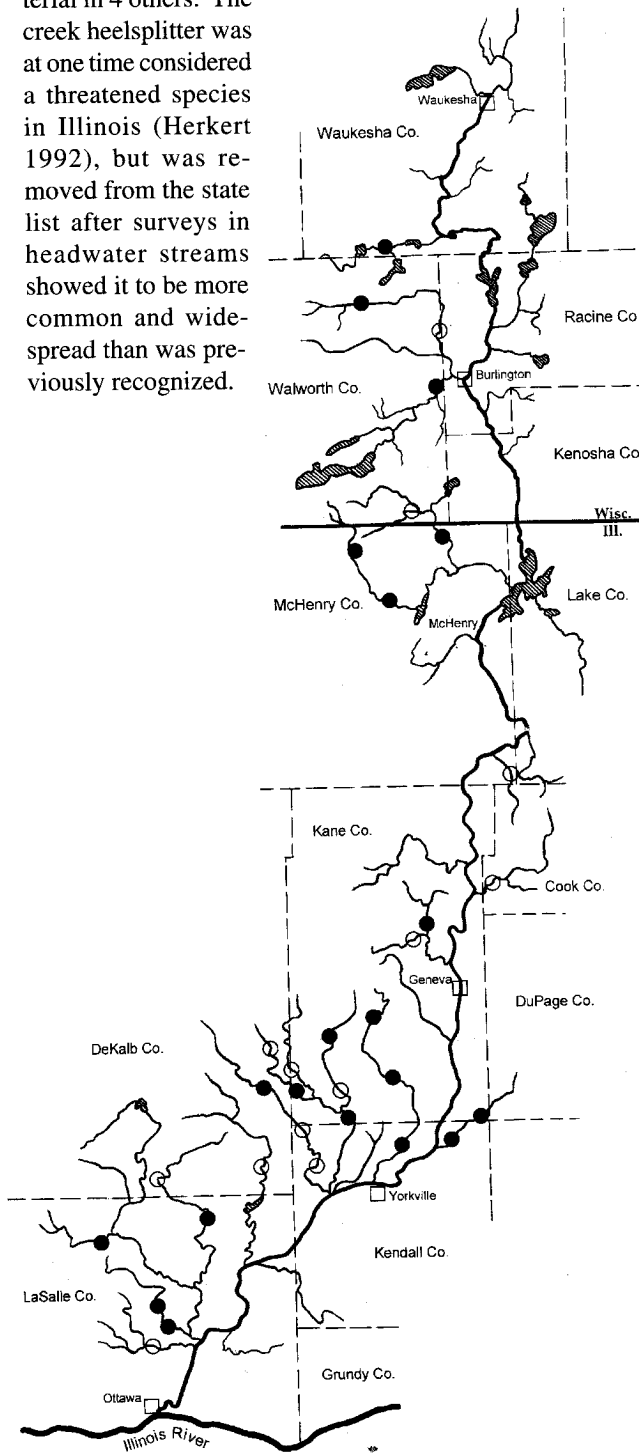 terial in 4 others. The
creek heelsplitter was
at one time considered
a threatened species
in Illinois (Herkert
1992), but was re-
moved from the state
list after surveys in
headwater streams
showed it to be more
common and wide-
spread than was pre-
viously recognized.
Waukesha
Waukesha Co.
Racine Co
Burlington
Walworth Co.
Kenosha Co
Wisc.
Ill.
McHenry Co.
Lake Co.
McHenry
Kane Co.
Cook Co.
Geneva
DuPage Co.
DeKalb Co.
Yorkville
Kendall Co.
LaSalle Co.
Grundy Co.
Ottawa
Illinois River